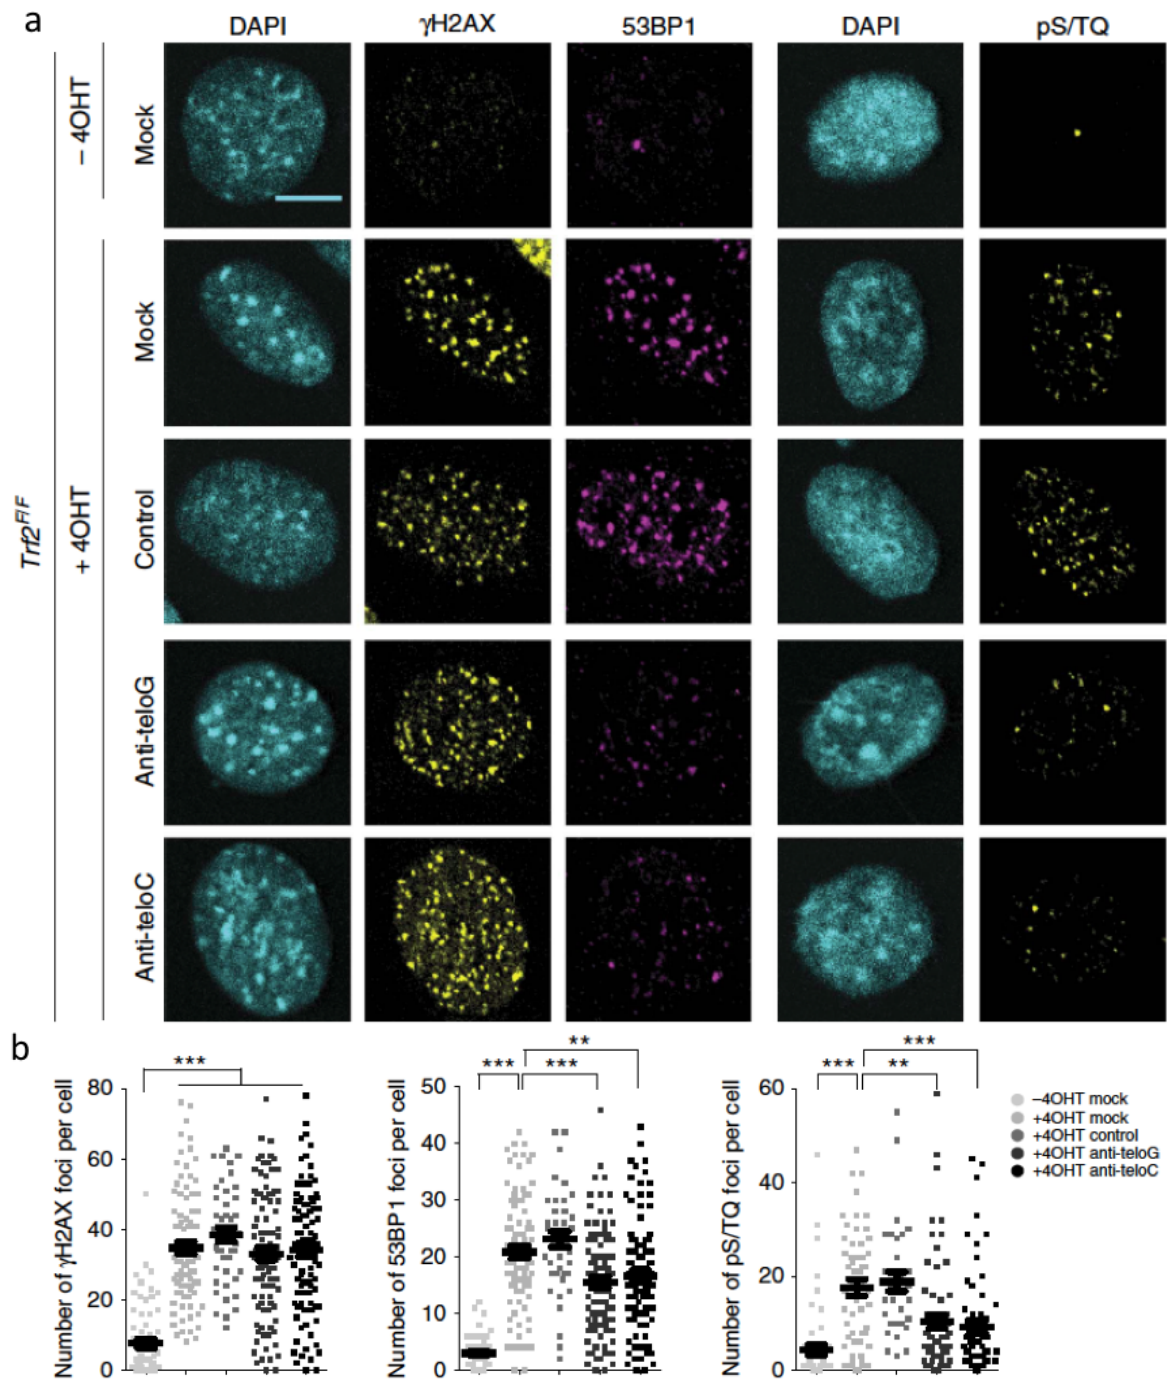 a
DAPI γH2AX 53BP1 DAPI pS/TQ
– 4OHT
Mock
Trf2F/F
+ 4OHT
Mock
Control
Anti-teloG
Anti-teloC
b
Number of γH2AX foci per cell
80
60
40
20
0
***
Number of 53BP1 foci per cell
50
40
30
20
10
0
**
*** ***
Number of pS/TQ foci per cell
60
40
20
0
***
*** **
–4OHT mock
+4OHT mock
+4OHT control
+4OHT anti-teloG
+4OHT anti-teloC